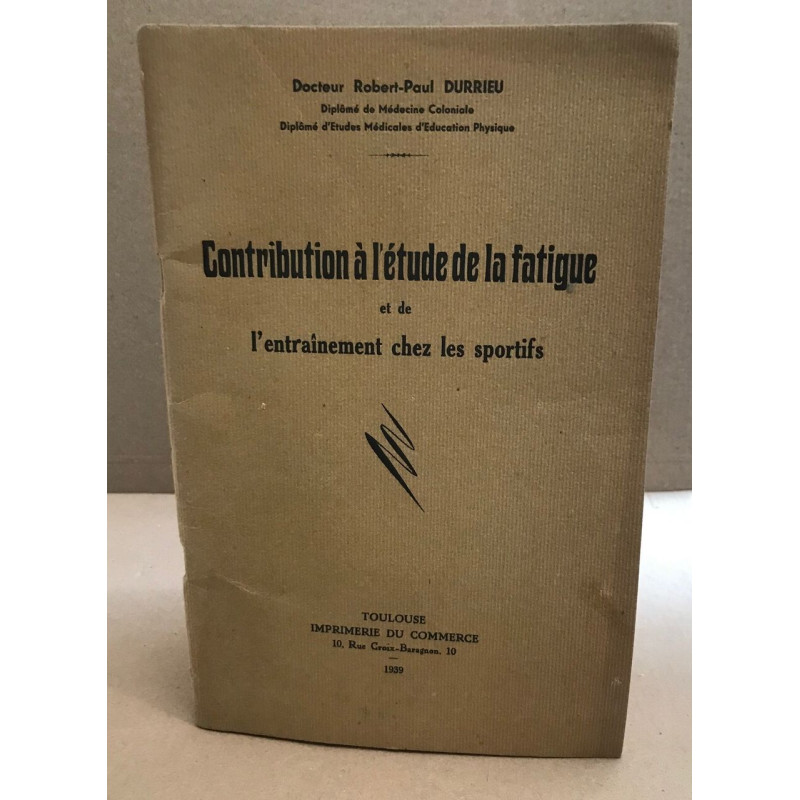 Docteur Robert-Paul DURRIEU
Diplômé de Médecine Coloniale
Diplômé d'Etudes Médicales d'Education Physique
Contribution à l'étude de la fatigue
et de
l'entraînement chez les sportifs
TOULOUSE
IMPRIMERIE DU COMMERCE
10, Rue Croix-Baragnon, 10
1939